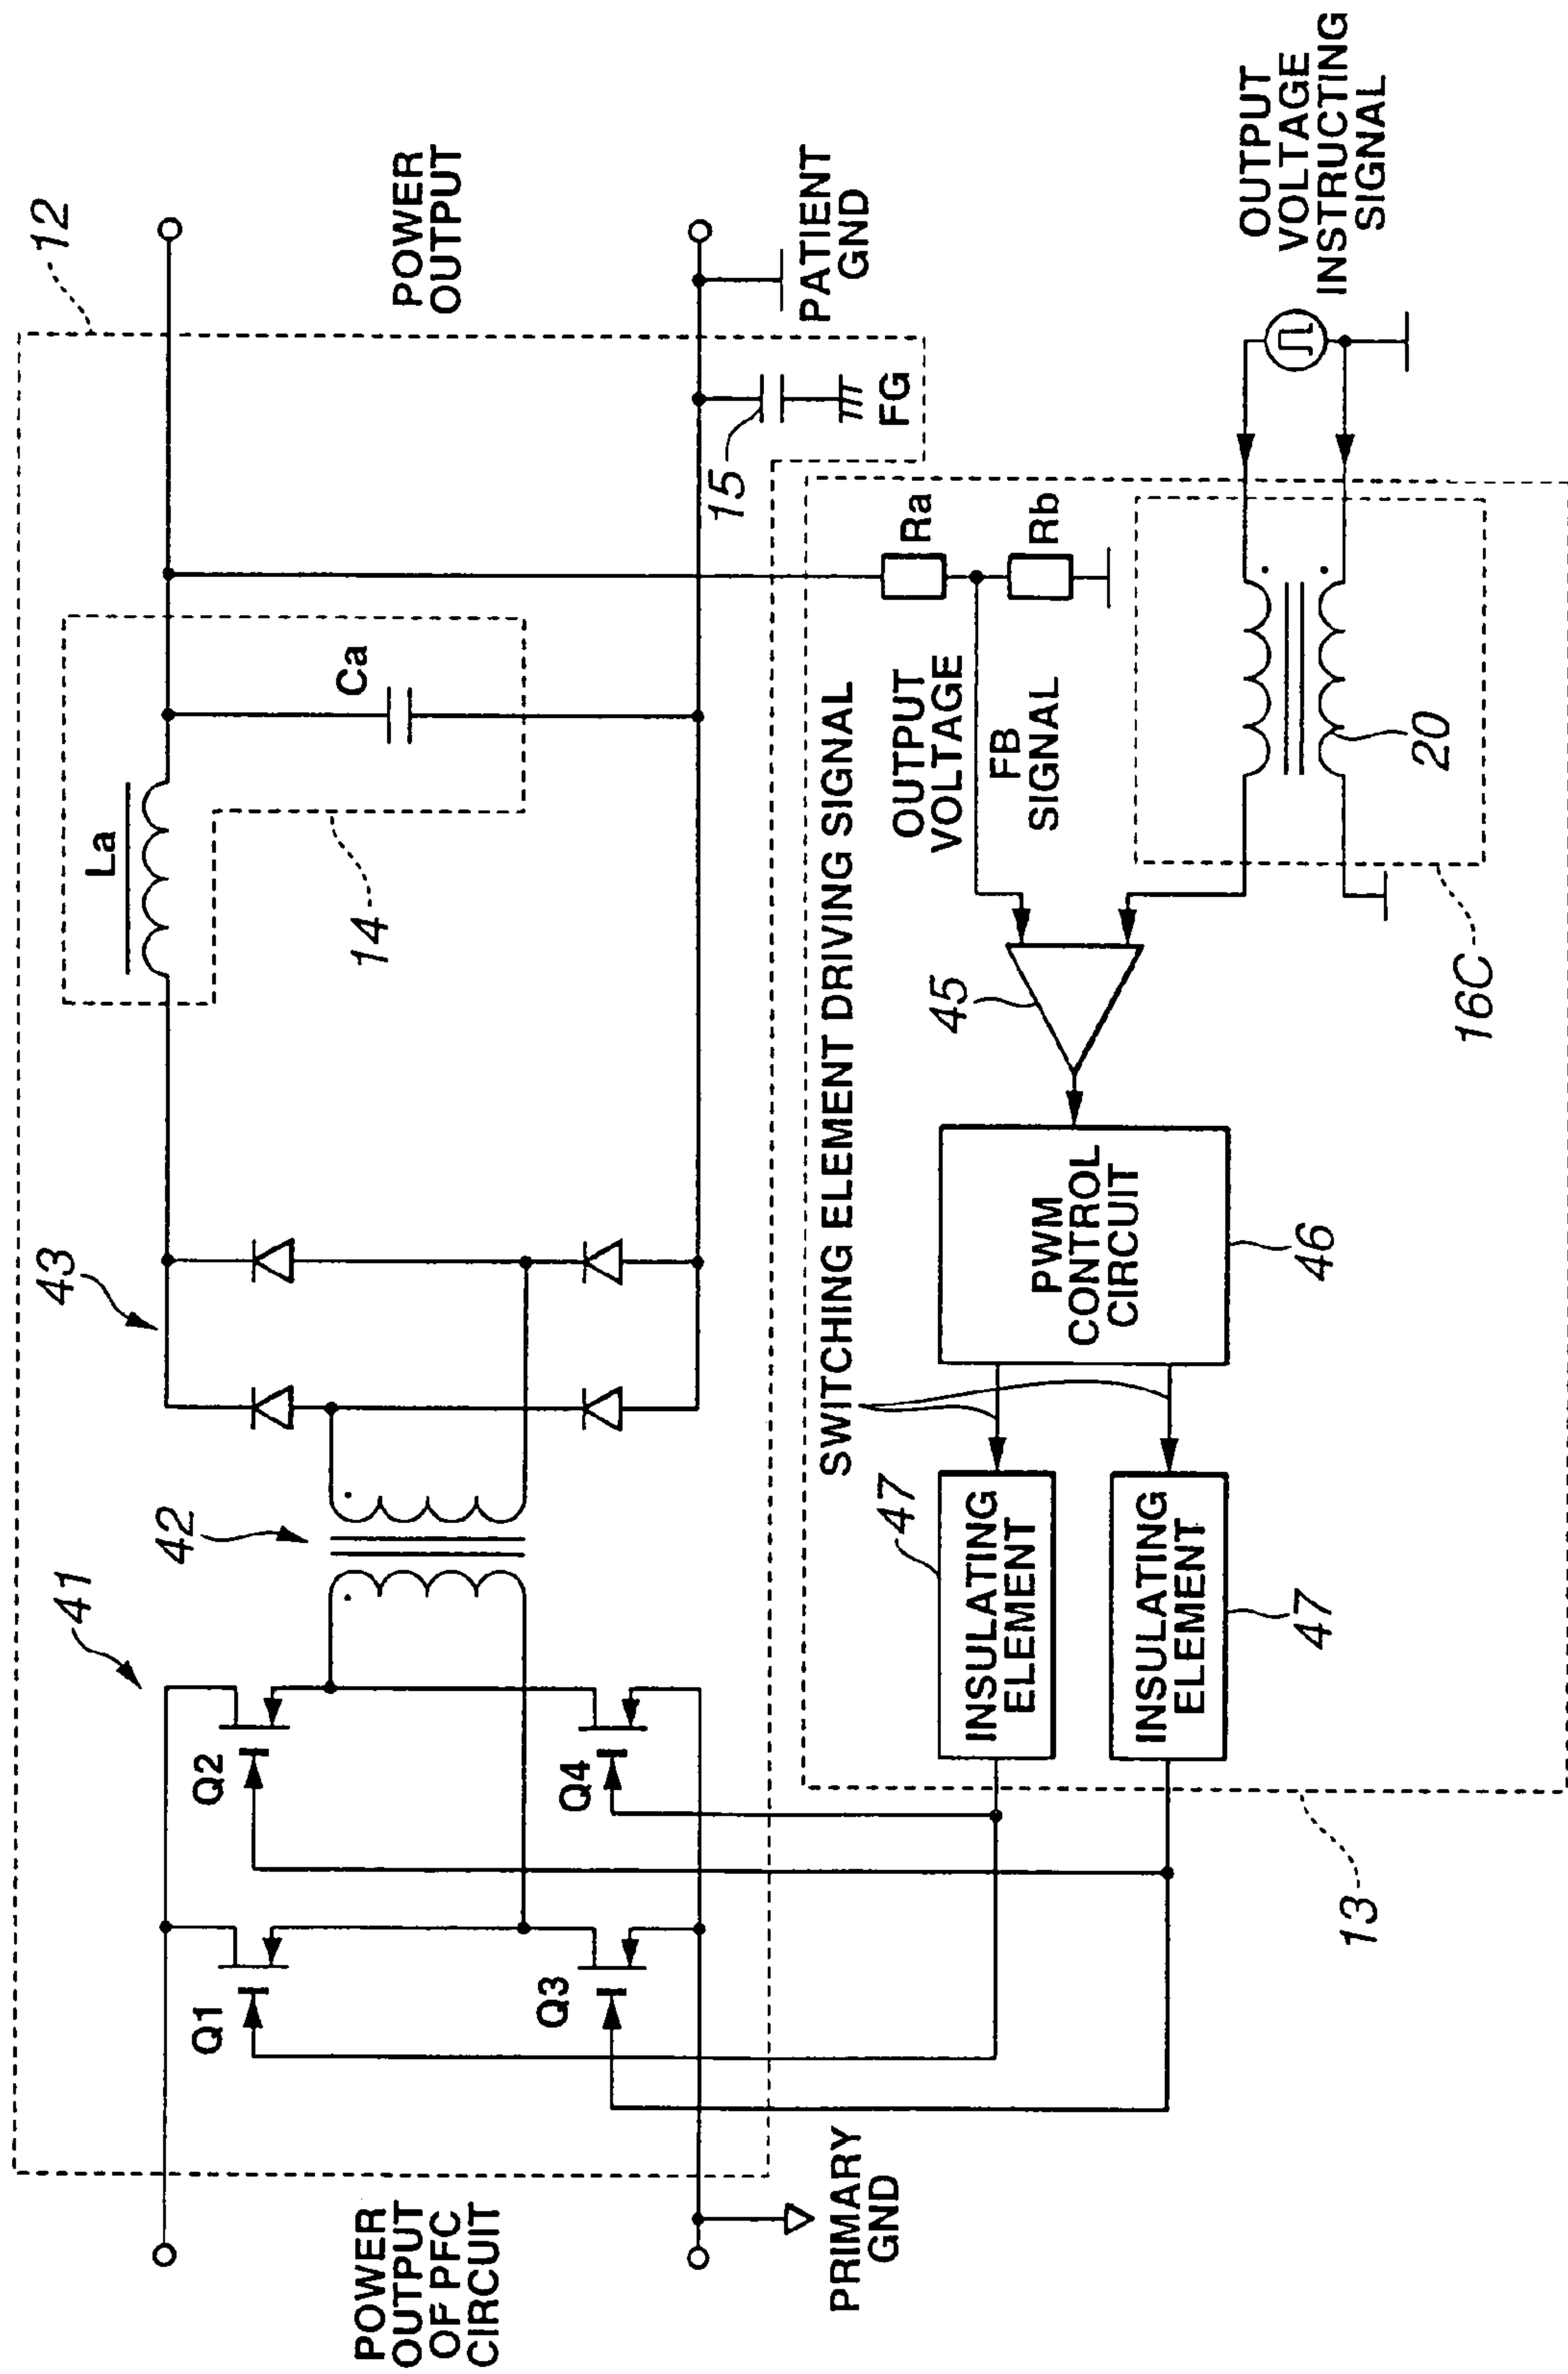 12
POWER
OUTPUT
La
Ca
14
43
42
41
Q2
Q4
Q1
Q3
POWER
OUTPUT
OF PFC
CIRCUIT
PRIMARY
GND
15
FG
PATIENT
GND
SWITCHING ELEMENT DRIVING SIGNAL
Ra
Rb
OUTPUT
VOLTAGE
FB
SIGNAL
45
PWM
CONTROL
CIRCUIT
46
47
INSULATING
ELEMENT
INSULATING
ELEMENT
47
20
16C
13
OUTPUT
VOLTAGE
INSTRUCTING
SIGNAL